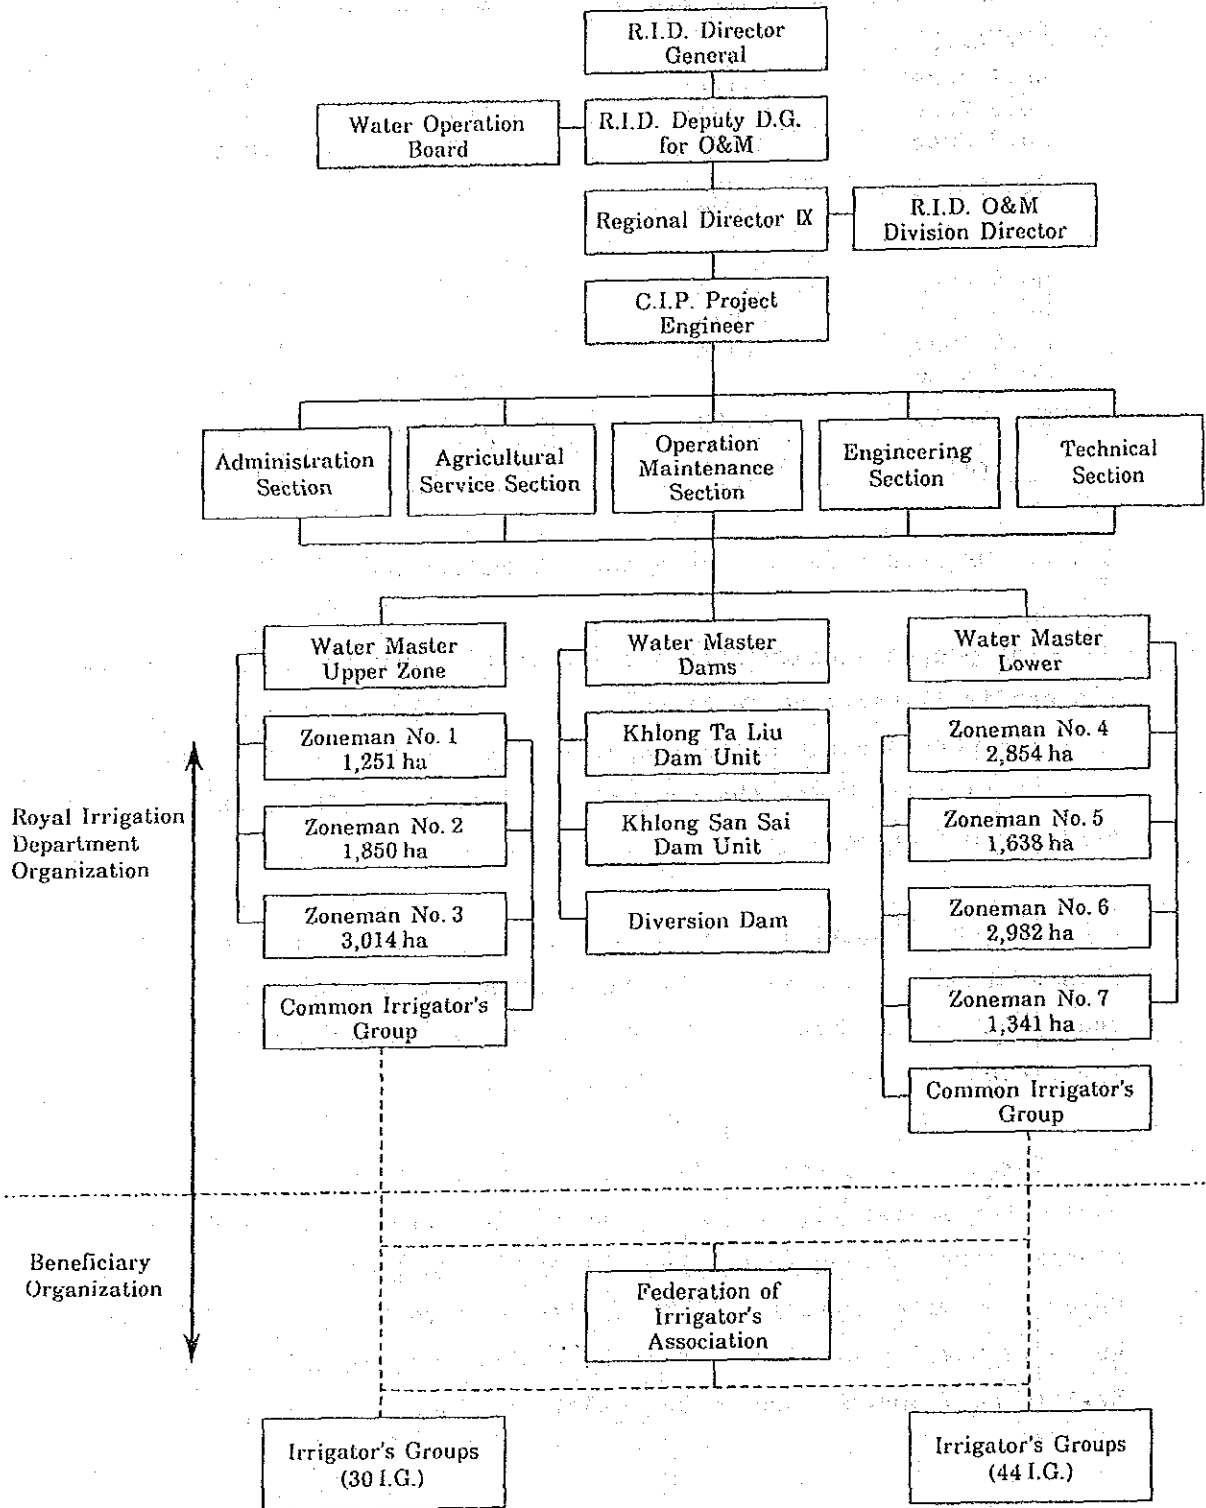 R.I.D. Director
General
Water Operation
Board
R.I.D. Deputy D.G.
for O&M
Regional Director IX
R.I.D. O&M
Division Director
C.I.P. Project
Engineer
Administration
Section
Agricultural
Service Section
Operation
Maintenance
Section
Engineering
Section
Technical
Section
Water Master
Upper Zone
Water Master
Dams
Water Master
Lower
Zoneman No. 1
1,251 ha
Khlong Ta Liu
Dam Unit
Zoneman No. 4
2,854 ha
Royal Irrigation
Department
Organization
Zoneman No. 2
1,850 ha
Khlong San Sai
Dam Unit
Zoneman No. 5
1,638 ha
Zoneman No. 3
3,014 ha
Diversion Dam
Zoneman No. 6
2,982 ha
Common Irrigator's
Group
Zoneman No. 7
1,341 ha
Common Irrigator's
Group
Beneficiary
Organization
Federation of
Irrigator's
Association
Irrigator's Groups
(30 I.G.)
Irrigator's Groups
(44 I.G.)